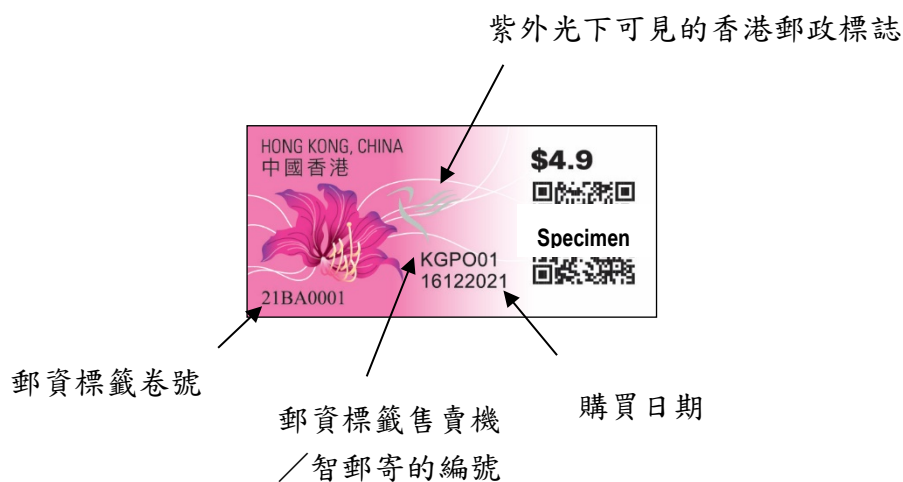 紫外光下可見的香港郵政標誌
HONG KONG, CHINA
中國香港
$4.9
Specimen
KGPO01
16122021
21BA0001
郵資標籤卷號
郵資標籤售賣機
／智郵寄的編號
購買日期